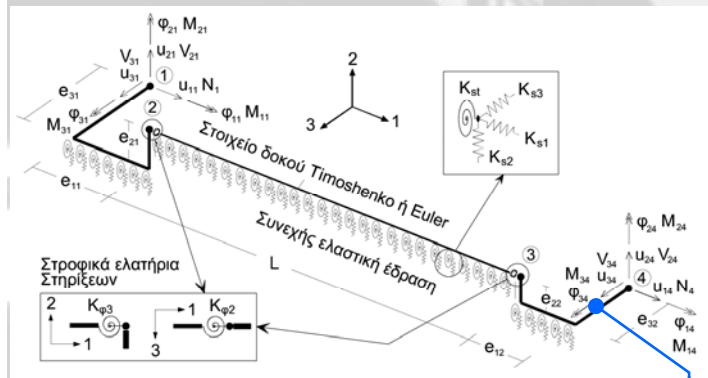 φ21 M21
V31 u21 V21
e31 u31 1
u11 N1
φ31 2 φ11 M11
M31 e21
2
3 1
Kst Ks3
Ks1
Ks2
Στοιχείο δοκού Timoshenko ή Euler
e11
Συνεχής ελαστική έδραση
L
φ24 M24
V34 u24 V24
M34 u34 4
3 φ34 u14 N4
e22 e32 φ14
M14
e12
Στροφικά ελατήρια
Στηρίξεων
2 Kφ3 1 Kφ2
1 3